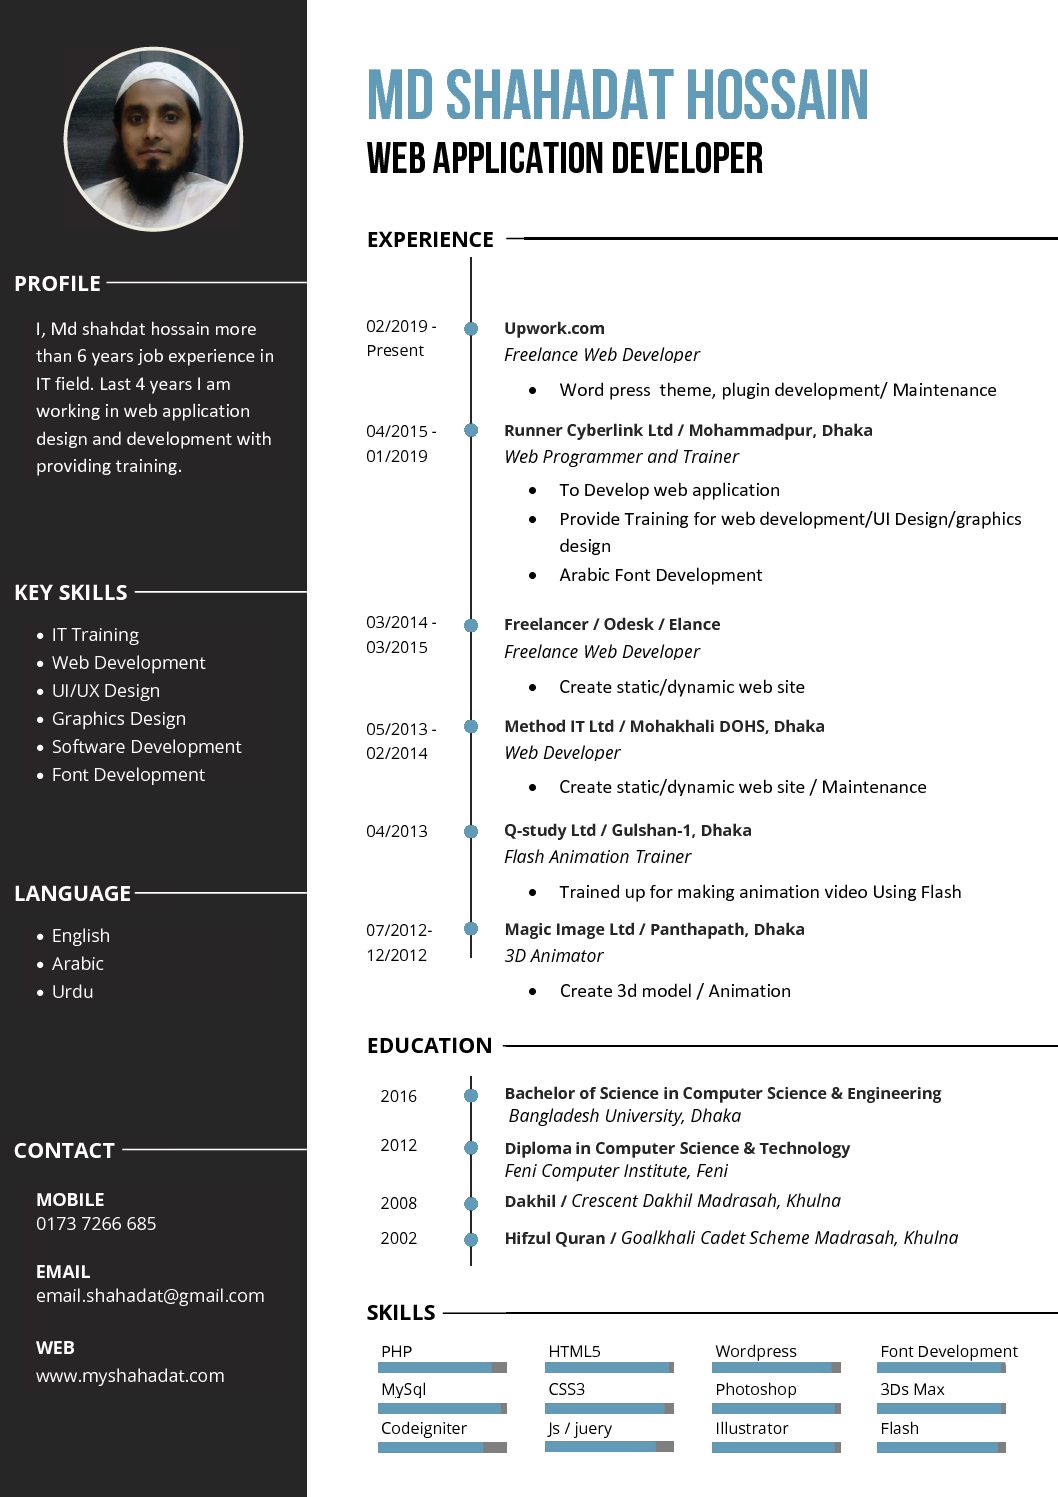 MD SHAHADAT HOSSAIN
WEB APPLICATION DEVELOPER
PROFILE
I, Md shahdat hossain more
than 6 years job experience in
IT field. Last 4 years I am
working in web application
design and development with
providing training.
KEY SKILLS
• IT Training
• Web Development
• UI/UX Design
• Graphics Design
• Software Development
• Font Development
LANGUAGE
• English
• Arabic
• Urdu
CONTACT
MOBILE
0173 7266 685
EMAIL
email.shahadat@gmail.com
WEB
www.myshahadat.com
EXPERIENCE
02/2019 -
Present
Upwork.com
Freelance Web Developer
• Word press  theme, plugin development/ Maintenance
04/2015 -
01/2019
Runner Cyberlink Ltd / Mohammadpur, Dhaka
Web Programmer and Trainer
• To Develop web application
• Provide Training for web development/UI Design/graphics
design
• Arabic Font Development
03/2014 -
03/2015
Freelancer / Odesk / Elance
Freelance Web Developer
• Create static/dynamic web site
05/2013 -
02/2014
Method IT Ltd / Mohakhali DOHS, Dhaka
Web Developer
• Create static/dynamic web site / Maintenance
04/2013
Q-study Ltd / Gulshan-1, Dhaka
Flash Animation Trainer
• Trained up for making animation video Using Flash
07/2012-
12/2012
Magic Image Ltd / Panthapath, Dhaka
3D Animator
• Create 3d model / Animation
EDUCATION
2016
Bachelor of Science in Computer Science & Engineering
Bangladesh University, Dhaka
2012
Diploma in Computer Science & Technology
Feni Computer Institute, Feni
2008
Dakhil / Crescent Dakhil Madrasah, Khulna
2002
Hifzul Quran / Goalkhali Cadet Scheme Madrasah, Khulna
SKILLS
PHP HTML5 Wordpress Font Development
MySql CSS3 Photoshop 3Ds Max
Codeigniter Js / juery Illustrator Flash